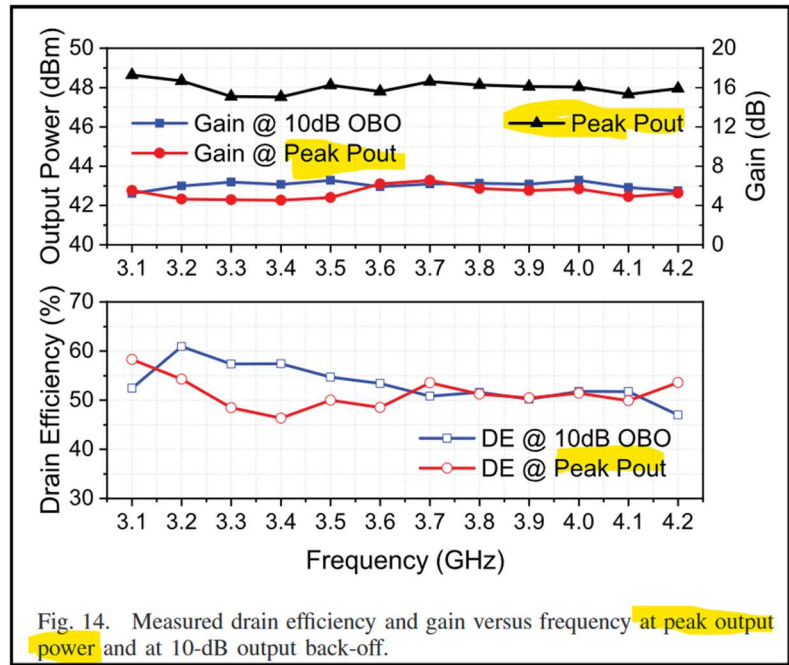 50
48
46
44
42
40
Output Power (dBm)
20
16
12
8
4
0
Gain (dB)
Gain @ 10dB OBO
Gain @ Peak Pout
Peak Pout
3.1 3.2 3.3 3.4 3.5 3.6 3.7 3.8 3.9 4.0 4.1 4.2
70
60
50
40
30
Drain Efficiency (%)
DE @ 10dB OBO
DE @ Peak Pout
3.1 3.2 3.3 3.4 3.5 3.6 3.7 3.8 3.9 4.0 4.1 4.2
Frequency (GHz)
Fig. 14. Measured drain efficiency and gain versus frequency at peak output
power and at 10-dB output back-off.